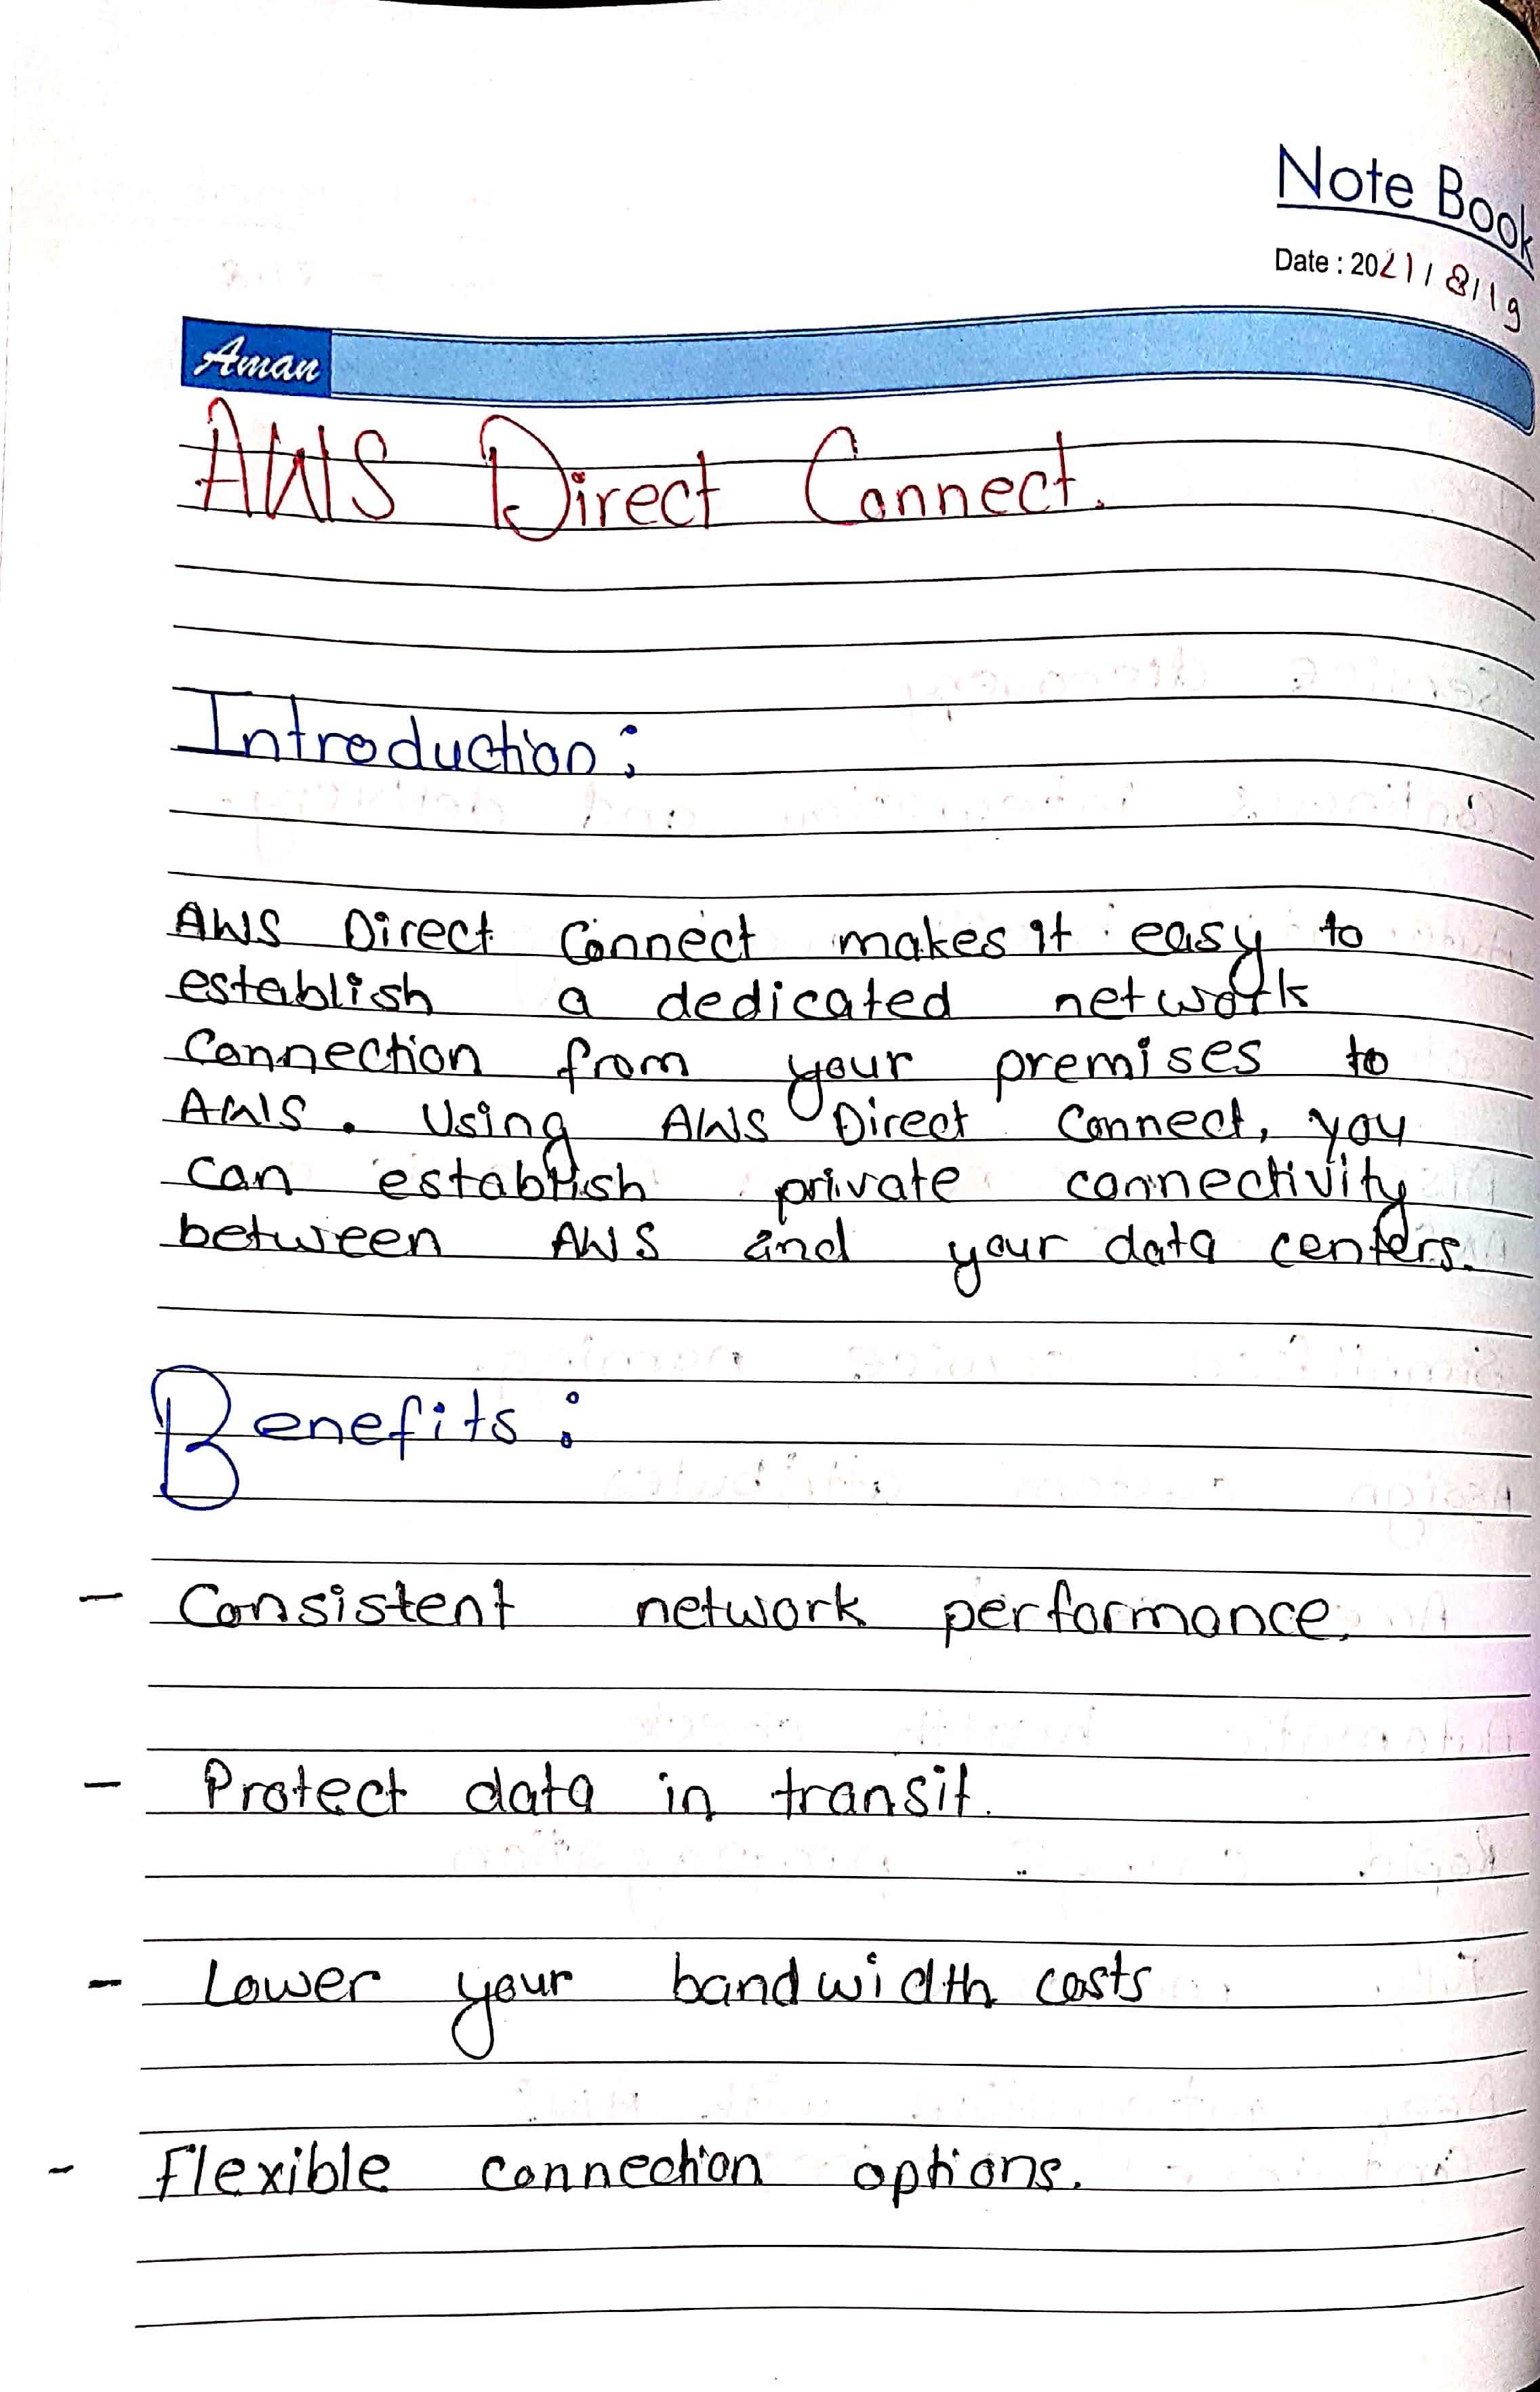 Note Book
Date : 2021 / 8 / 19
Aman
AWS Direct Connect.
Introduction :
AWS Direct Connect makes it easy to
establish a dedicated network
Connection from your premises to
AWS. Using AWS Direct Connect, you
can establish private connectivity
between AWS and your data centers.
Benefits :
- Consistent network performance.
- Protect data in transit.
- Lower your bandwidth costs
- Flexible connection options.